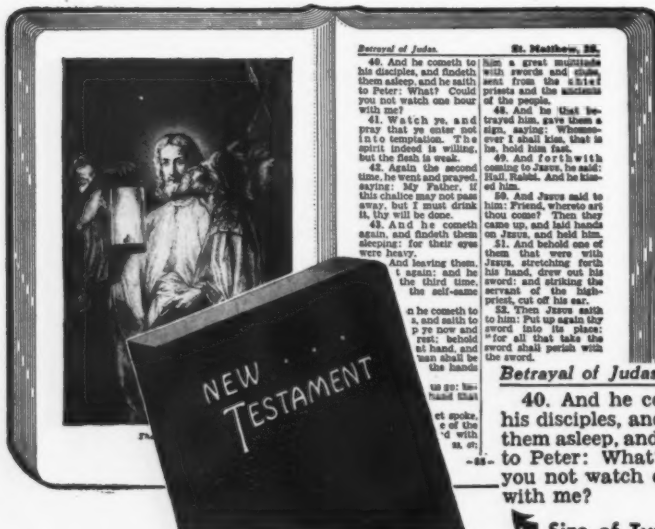 Betrayal of Judas.
St. Matthew, 26.
40. And he cometh to
his disciples, and findeth
them asleep, and he saith
to Peter: What? Could
you not watch one hour
with me?
41. Watch ye, and
pray that ye enter not
into temptation. The
spirit indeed is willing,
but the flesh is weak.
42. Again the second
time, he went and prayed,
saying: My Father, if
this chalice may not pass
away, but I must drink
it, thy will be done.
43. And he cometh
again, and findeth them
sleeping: for their eyes
were heavy.
And leaving them,
t again: and he
the third time,
the self-same
n he cometh to
s, and saith to
p ye now and
rest; behold
at hand, and
man shall be
the hands
us go:
hand that
et spoke,
e of the
d with
him a great multitude
with swords and clubs,
sent from the chief
priests and the ancients
of the people.
48. And he that be-
trayed him, gave them a
sign, saying: Whomso-
ever I shall kiss, that is
he, hold him fast.
49. And forthwith
coming to Jesus, he said:
Hail, Rabbi. And he kiss-
ed him.
50. And Jesus said to
him: Friend, whereto art
thou come? Then they
came up, and laid hands
on Jesus, and held him.
51. And behold one of
them that were with
Jesus, stretching forth
his hand, drew out his
sword: and striking the
servant of the high-
priest, cut off his ear.
52. Then Jesus saith
to him: Put up again thy
sword into its place:
for all that take the
sword shall perish with
the sword.
NEW
TESTAMENT
Betrayal of Judas
40. And he co
his disciples, an
them asleep, and
to Peter: What
you not watch o
with me?
Size of